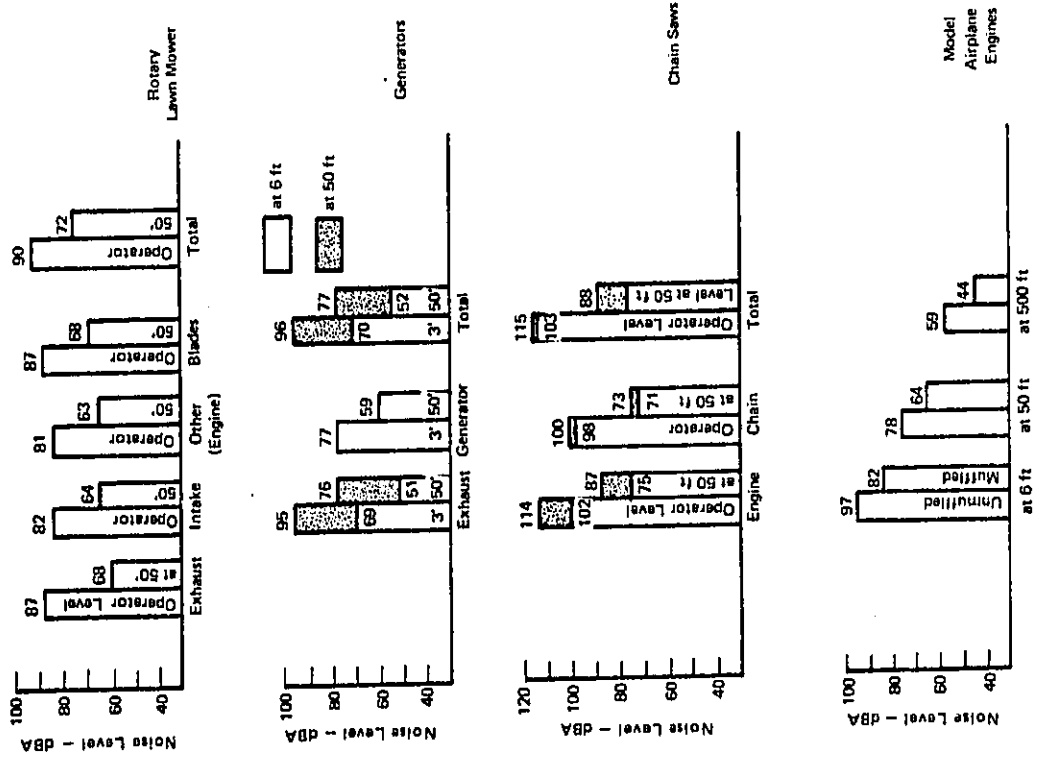 Noise Level – dBA
100
80
60
40
87
Operator Level
68
at 50'
Exhaust
82
Operator
64
50'
Intake
81
Operator
63
50'
Other
(Engine)
87
Operator
68
50'
Blades
90
Operator
72
50'
Total
Rotary
Lawn Mower
Noise Level – dBA
100
80
60
40
95
69
3'
76
51
50'
Exhaust
77
3'
59
50'
Generator
96
70
3'
77
52
50'
Total
at 6 ft
at 50 ft
Generators
Noise Level – dBA
120
100
80
60
40
114
102
Operator Level
87
75
at 50 ft
Engine
100
98
Operator
73
71
at 50 ft
Chain
115
103
Operator Level
88
Level at 50 ft
Total
Chain Saws
Noise Level – dBA
100
80
60
40
97
Unmuffled
82
Muffled
at 6 ft
78
64
at 50 ft
59
44
at 500 ft
Model
Airplane
Engines